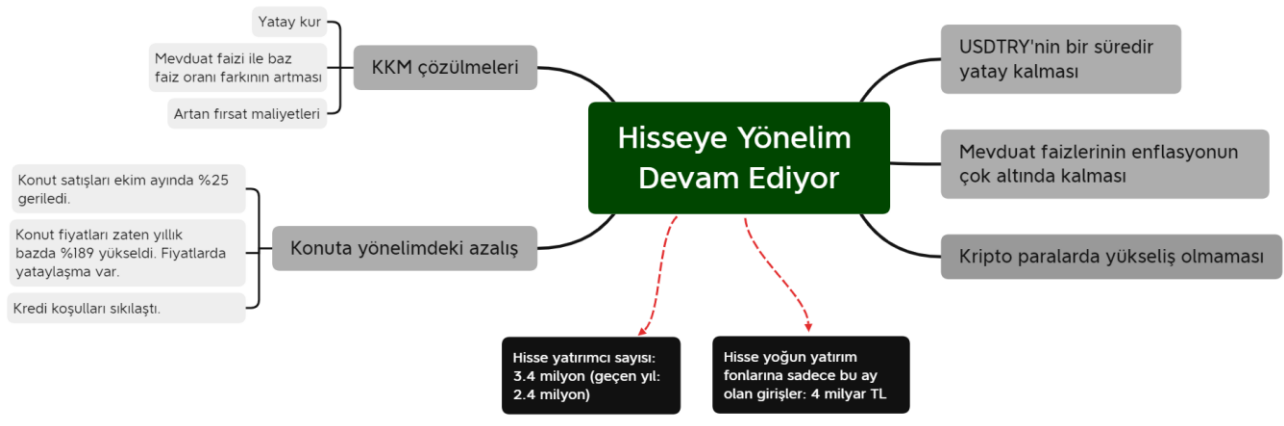 Hisseye Yönelim
Devam Ediyor
KKM çözülmeleri
Yatay kur
Mevduat faizi ile baz
faiz oranı farkının artması
Artan fırsat maliyetleri
Konuta yönelimdeki azalış
Konut satışları ekim ayında %25
geriledi.
Konut fiyatları zaten yıllık
bazda %189 yükseldi. Fiyatlarda
yataylaşma var.
Kredi koşulları sıkılaştı.
USDTRY'nin bir süredir
yatay kalması
Mevduat faizlerinin enflasyonun
çok altında kalması
Kripto paralarda yükseliş olmaması
Hisse yatırımcı sayısı:
3.4 milyon (geçen yıl:
2.4 milyon)
Hisse yoğun yatırım
fonlarına sadece bu ay
olan girişler: 4 milyar TL